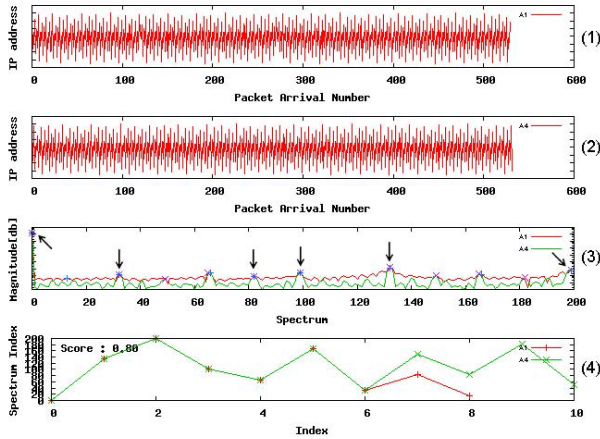 IP address
A1
(1)
0 100 200 300 400 500 600
Packet Arrival Number
IP address
A4
(2)
0 100 200 300 400 500 600
Packet Arrival Number
Magnitude[db]
A1
A4
(3)
0 20 40 60 80 100 120 140 160 180 200
Spectrum
Spectrum Index
200
Score : 0.80
A1
A4
(4)
0 2 4 6 8 10
Index